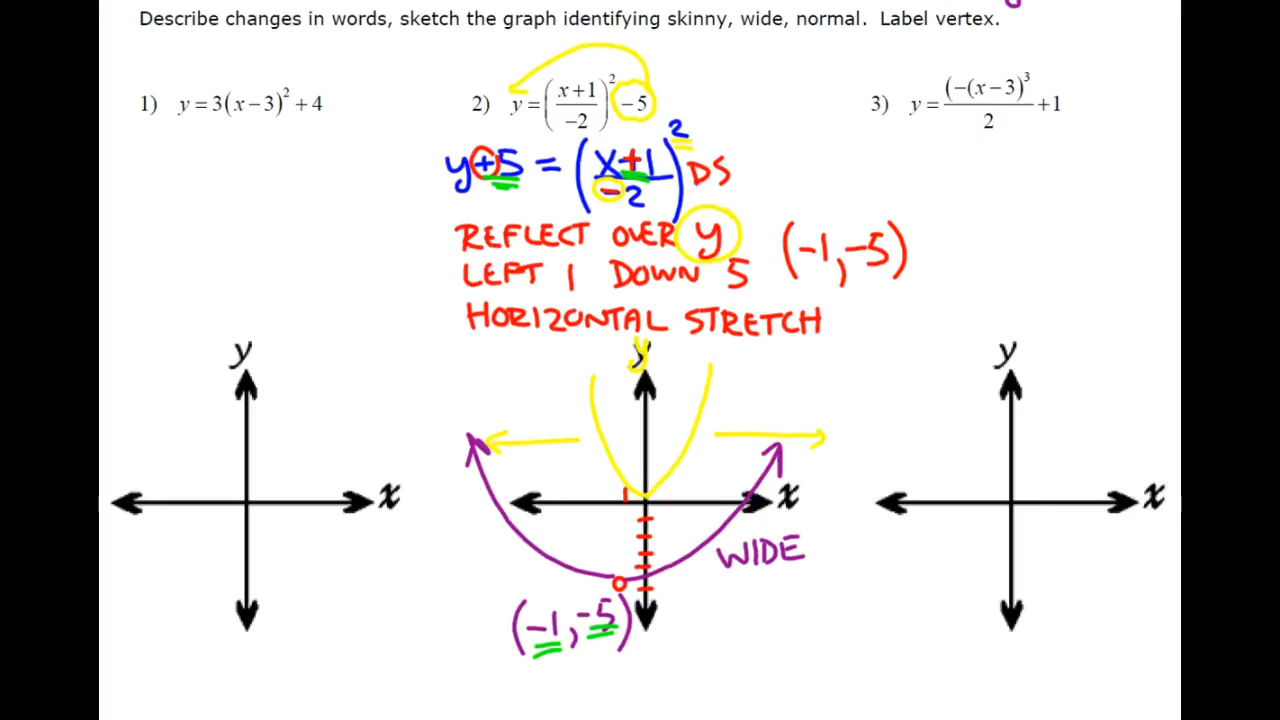 Describe changes in words, sketch the graph identifying skinny, wide, normal. Label vertex.
1) y = 3(x − 3)² + 4
2) y = ((x + 1)/−2)² − 5
3) y = (−(x − 3)³/2 + 1
y + 5 = ((x + 1)/−2)² DS
REFLECT OVER y
LEFT 1 DOWN 5 (−1, −5)
HORIZONTAL STRETCH
y y y
1
x x x
WIDE
(−1, −5)